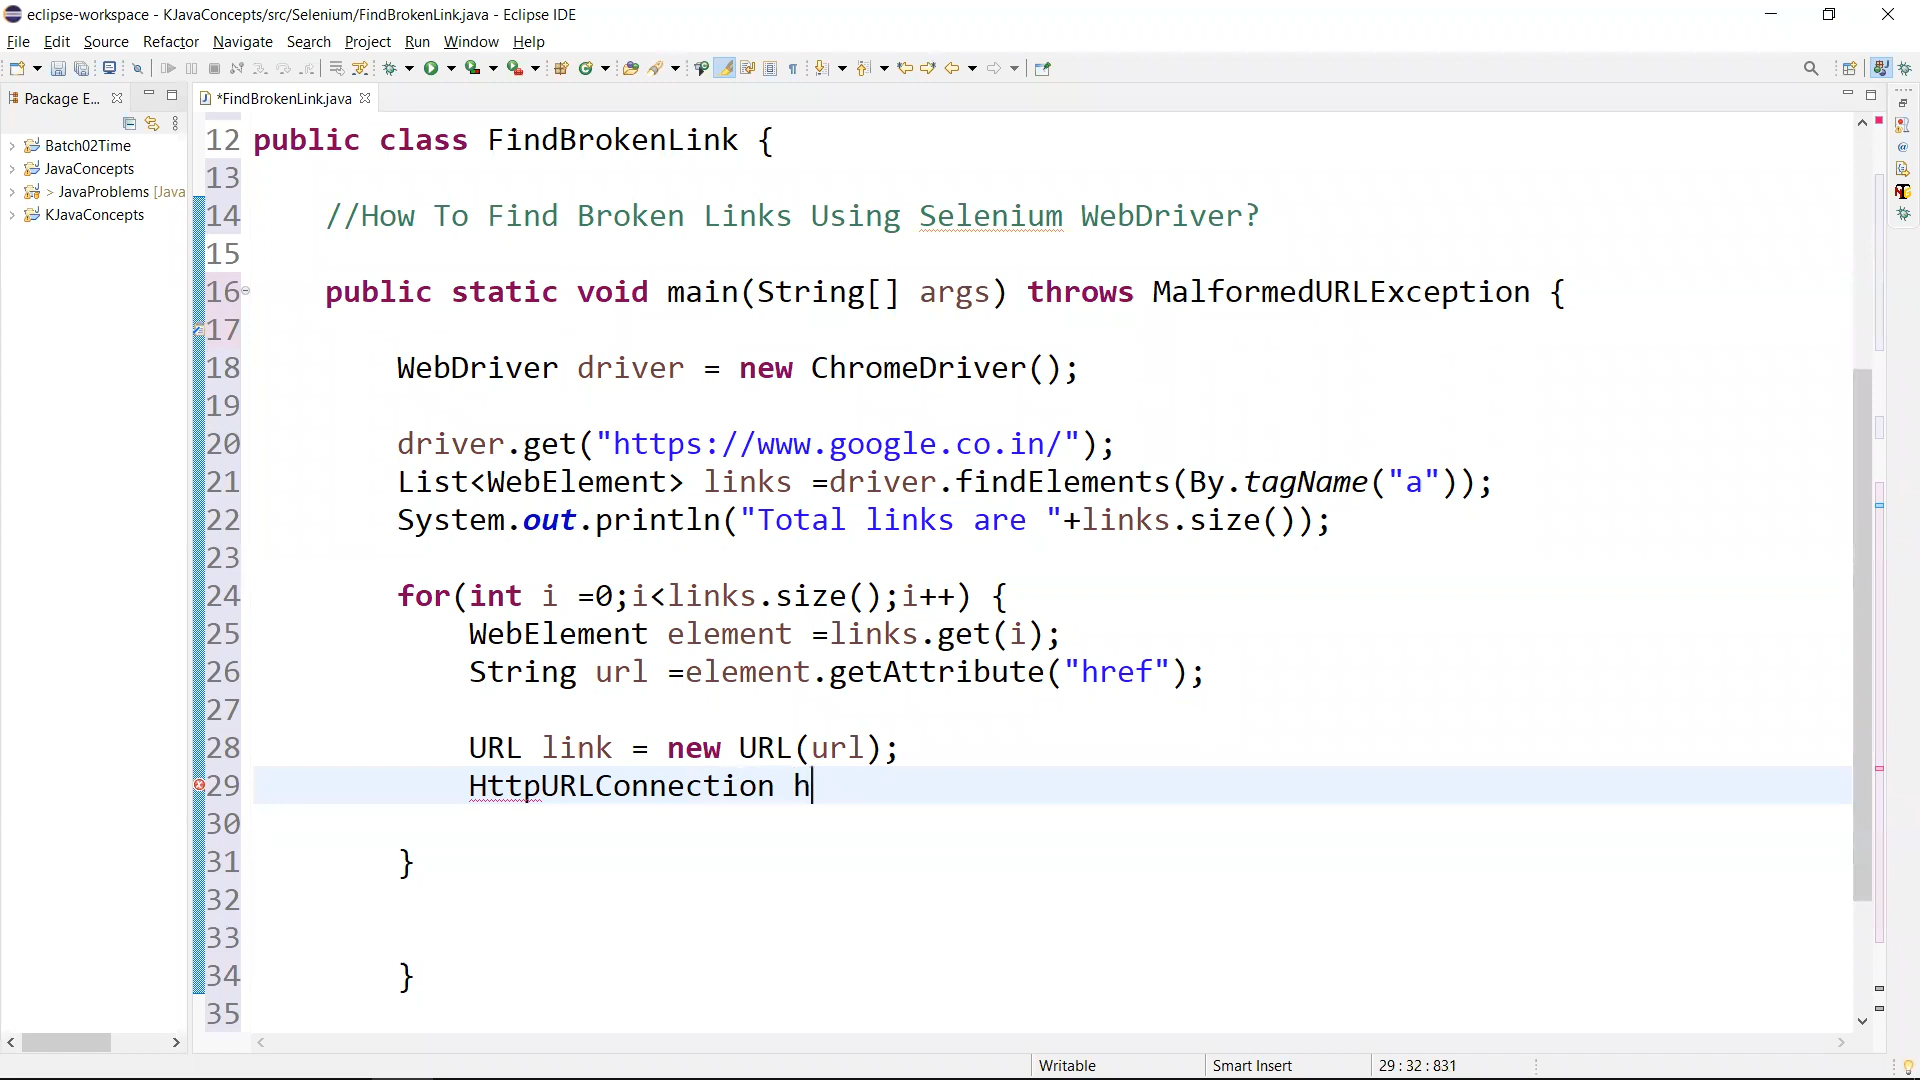 eclipse-workspace - KJavaConcepts/src/Selenium/FindBrokenLink.java - Eclipse IDE
File Edit Source Refactor Navigate Search Project Run Window Help
Package E...
*FindBrokenLink.java
Batch02Time
JavaConcepts
> JavaProblems [Java
KJavaConcepts
12 public class FindBrokenLink {
13
14 //How To Find Broken Links Using Selenium WebDriver?
15
16 public static void main(String[] args) throws MalformedURLException {
17
18 WebDriver driver = new ChromeDriver();
19
20 driver.get("https://www.google.co.in/");
21 List<WebElement> links =driver.findElements(By.tagName("a"));
22 System.out.println("Total links are "+links.size());
23
24 for(int i =0;i<links.size();i++) {
25 WebElement element =links.get(i);
26 String url =element.getAttribute("href");
27
28 URL link = new URL(url);
29 HttpURLConnection h
30
31 }
32
33
34 }
35
Writable Smart Insert 29 : 32 : 831